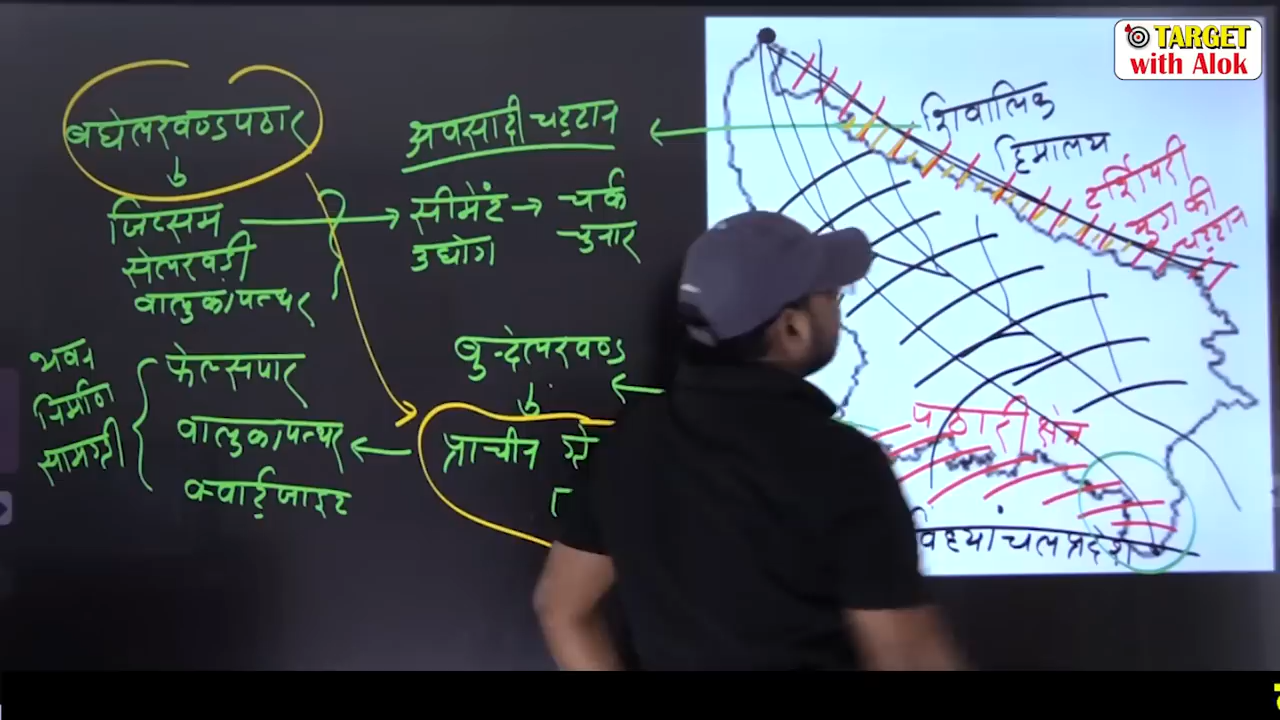 TARGET
with Alok
बघेलखण्ड पठार
जिप्सम
सेलखड़ी
वालुका पत्थर
अवसादी चट्टान
सीमेंट → चर्क
उद्योग चुनार
बुन्देलखण्ड
प्राचीन
भवन
निर्माण
सामग्री
फेल्सपार
वालुका पत्थर
क्वार्ट्जाइट
शिवालिक
हिमालय
टर्शियरी
युग की
चट्टान
पठारी क्षेत्र
विन्ध्यांचल प्रदेश